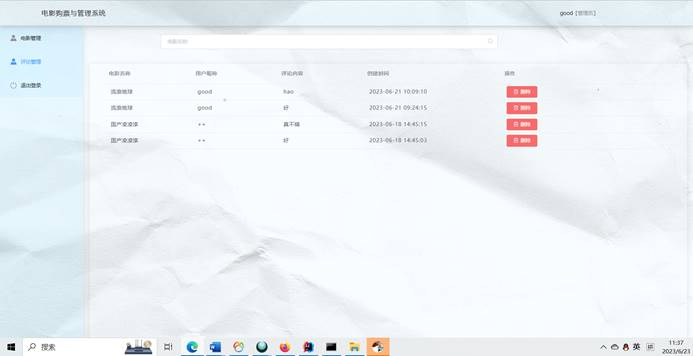 电影购票与管理系统
good [管理员]
电影管理
评论管理
退出登录
电影名称
电影名称 用户昵称 评论内容 创建时间 操作
流浪地球 good hao 2023-06-21 10:09:10 删除
流浪地球 good 好 2023-06-21 09:24:15 删除
国产凌凌漆 ++ 真不错 2023-06-18 14:45:15 删除
国产凌凌漆 ++ 好 2023-06-18 14:45:03 删除
搜索
英
11:37
2023/6/23